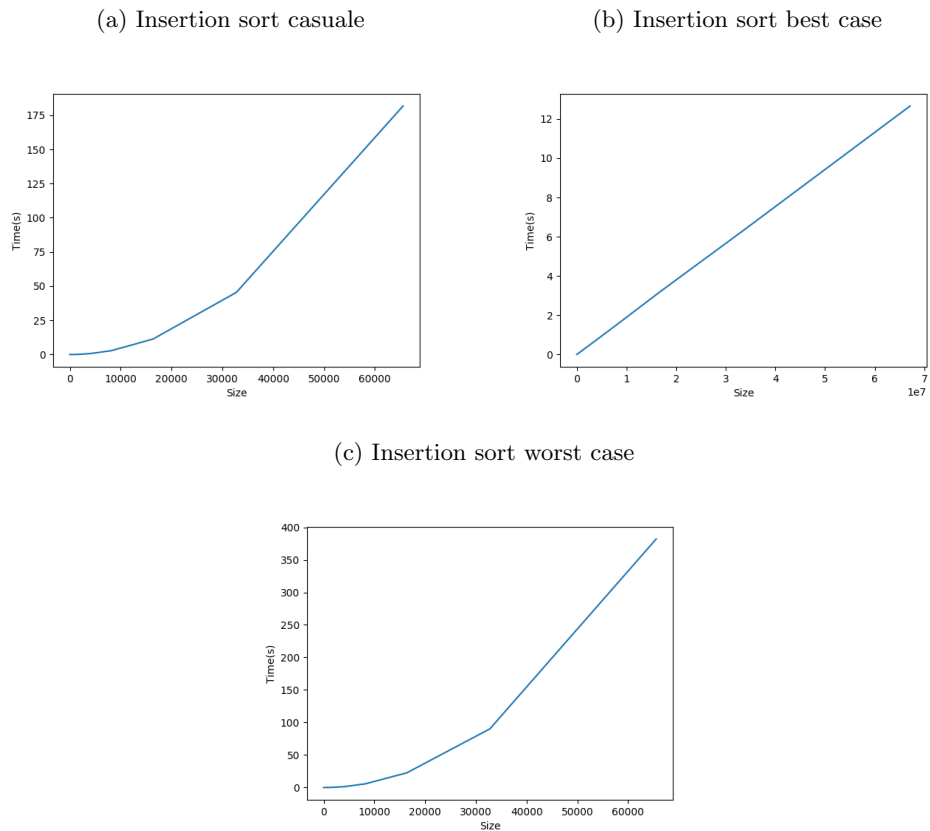 (a) Insertion sort casuale
175
150
125
100
75
50
25
0
Time(s)
0 10000 20000 30000 40000 50000 60000
Size
(b) Insertion sort best case
12
10
8
6
4
2
0
Time(s)
0 1 2 3 4 5 6 7
1e7
Size
(c) Insertion sort worst case
400
350
300
250
200
150
100
50
0
Time(s)
0 10000 20000 30000 40000 50000 60000
Size